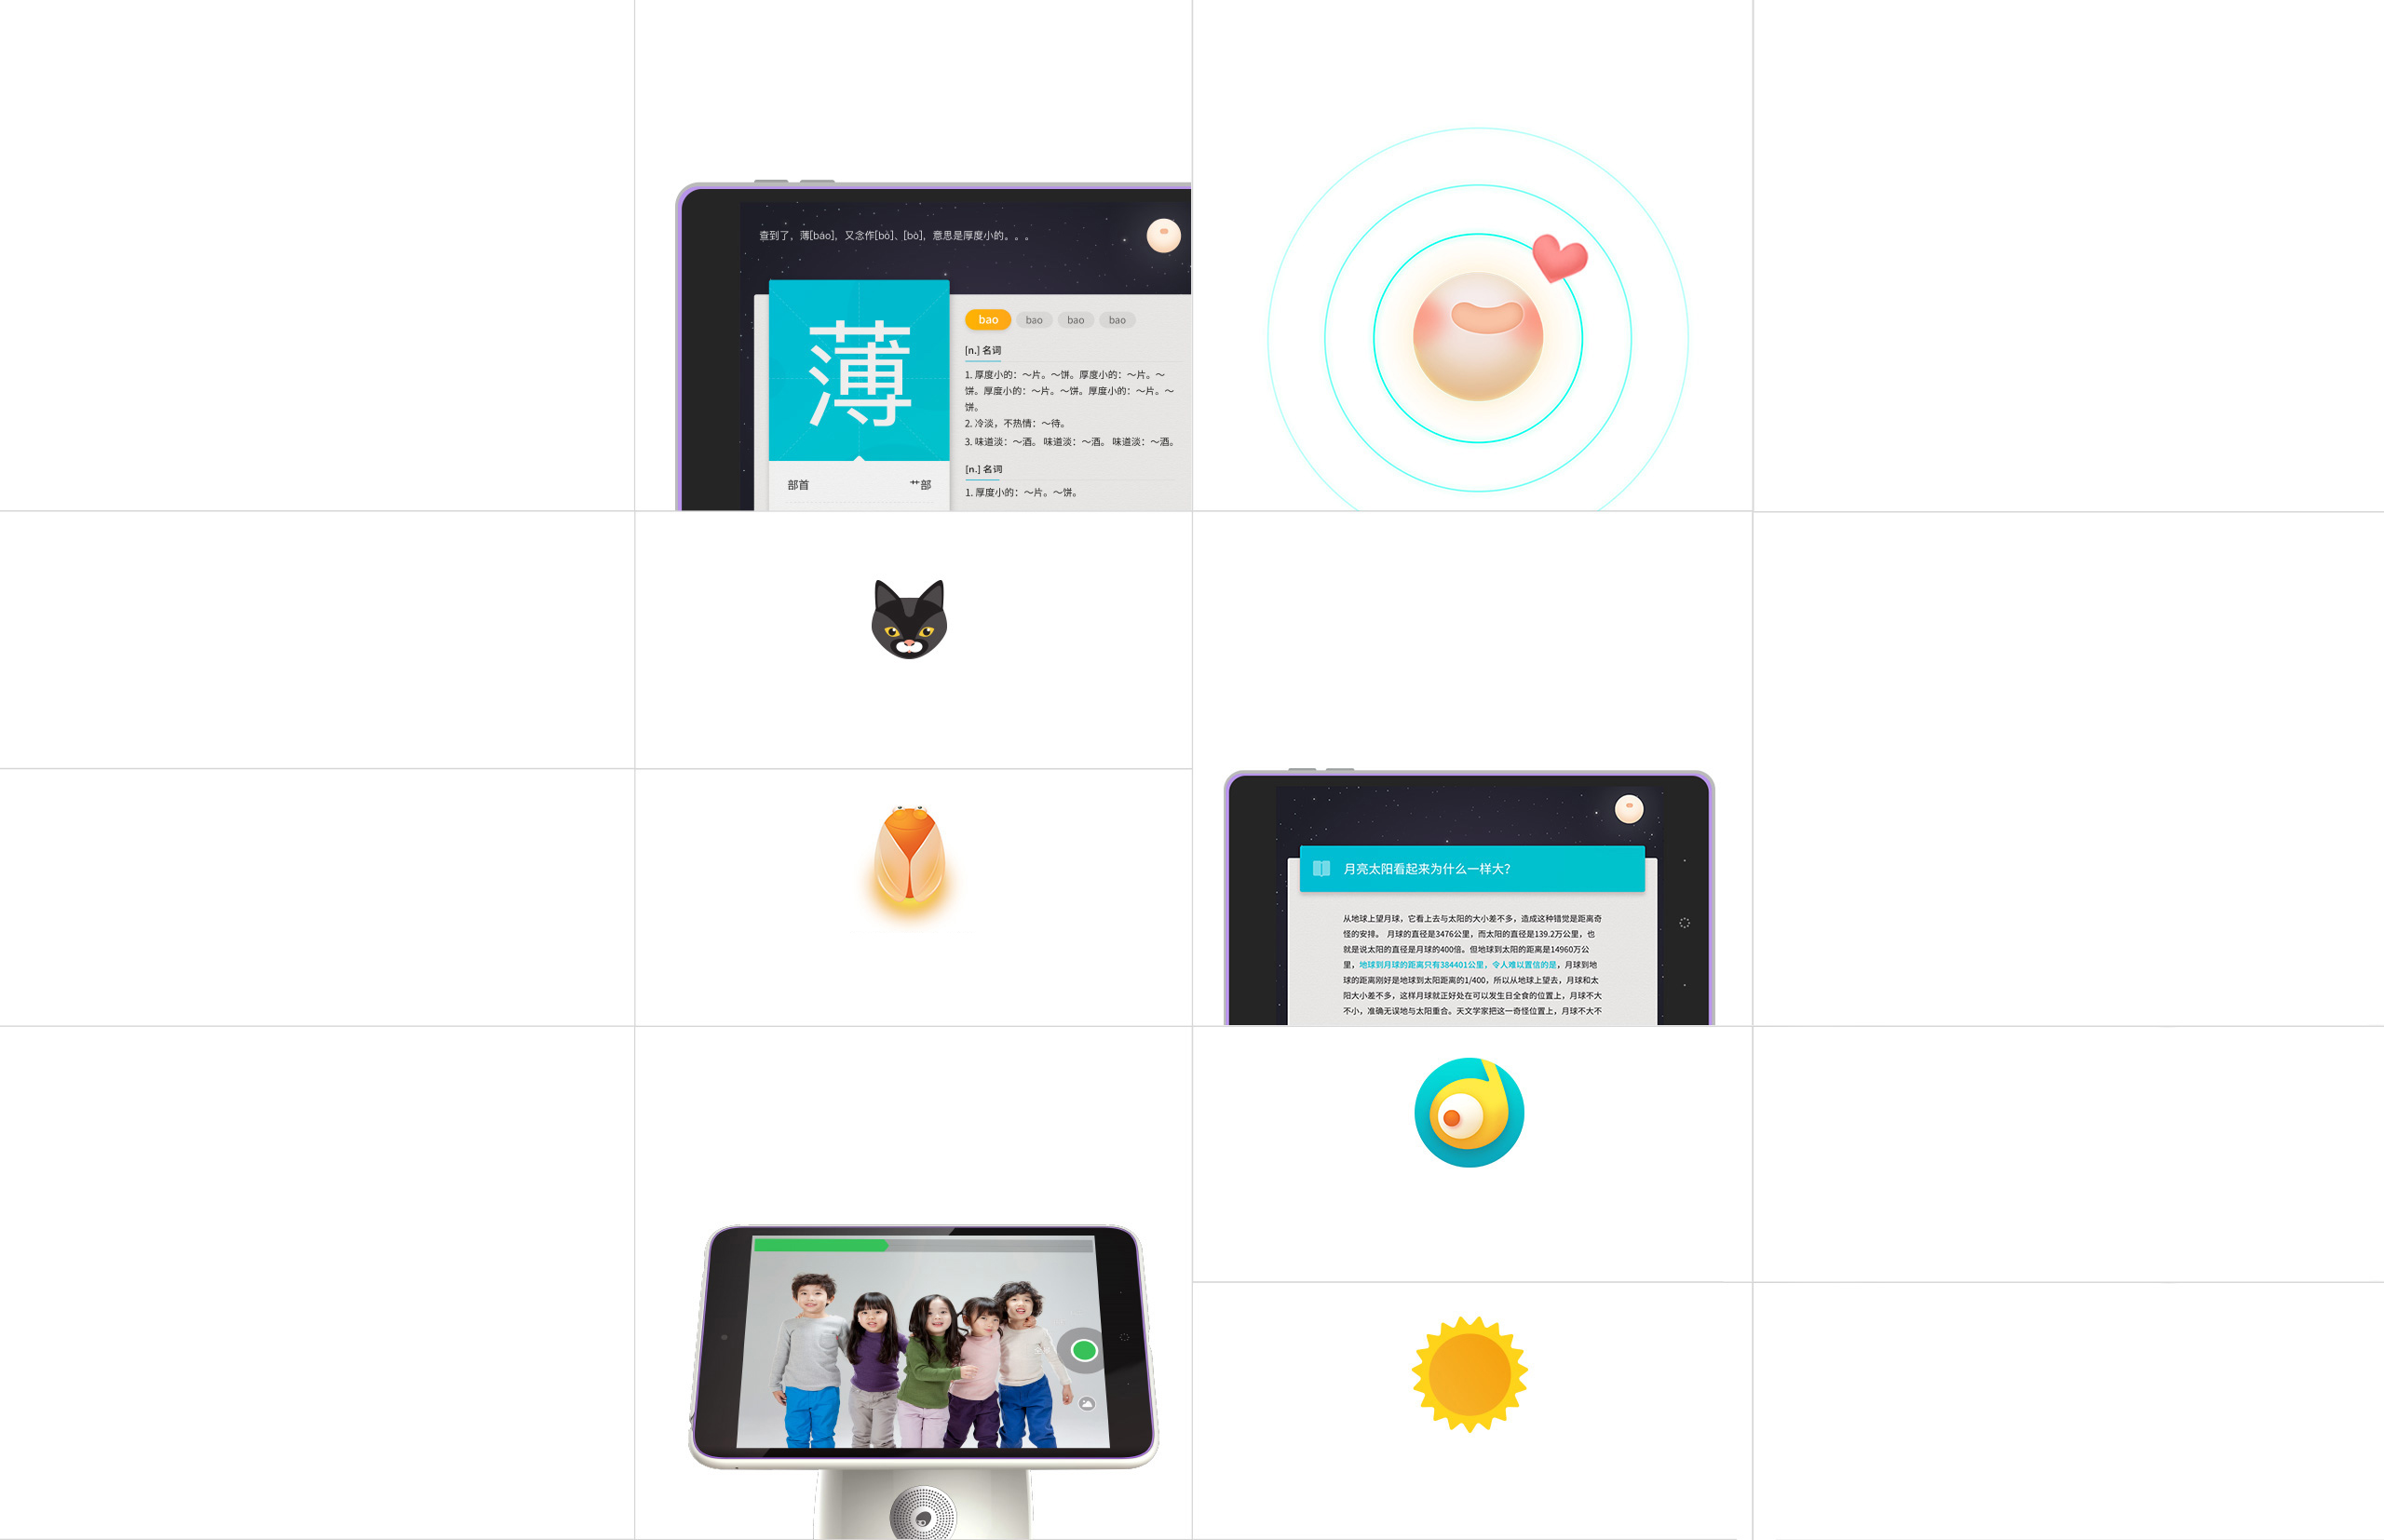 查到了，薄[báo]，又念作[bò]、[bò]，意思是厚度小的。。。
薄
bao
bao
bao
bao
[n.] 名词
1. 厚度小的：～片。～饼。厚度小的：～片。～
饼。厚度小的：～片。～饼。厚度小的：～片。～
饼。
2. 冷淡，不热情：～待。
3. 味道淡：～酒。 味道淡：～酒。 味道淡：～酒。
[n.] 名词
1. 厚度小的：～片。～饼。
部首
艹部
月亮太阳看起来为什么一样大？
从地球上望月球，它看上去与太阳的大小差不多，造成这种错觉是距离奇
怪的安排。 月球的直径是3476公里，而太阳的直径是139.2万公里，也
就是说太阳的直径是月球的400倍。但地球到太阳的距离是14960万公
里，地球到月球的距离只有384401公里，令人难以置信的是，月球到地
球的距离刚好是地球到太阳距离的1/400，所以从地球上望去，月球和太
阳大小差不多，这样月球就正好处在可以发生日全食的位置上，月球不大
不小，准确无误地与太阳重合。天文学家把这一奇怪位置上，月球不大不